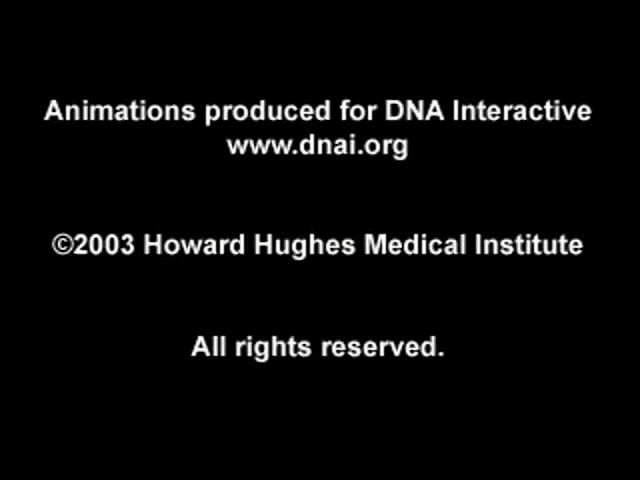 Animations produced for DNA Interactive
www.dnai.org
©2003 Howard Hughes Medical Institute
All rights reserved.